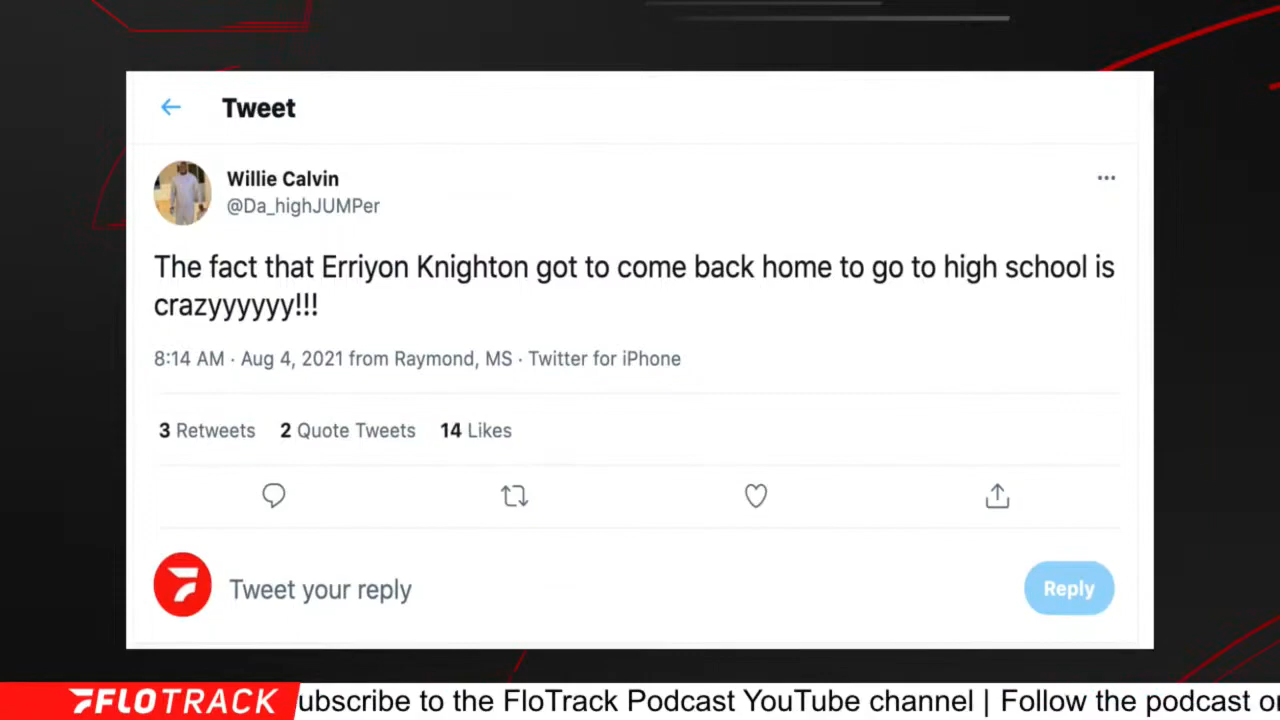 Tweet
Willie Calvin
@Da_highJUMPer
The fact that Erriyon Knighton got to come back home to go to high school is
crazyyyyyy!!!
8:14 AM · Aug 4, 2021 from Raymond, MS · Twitter for iPhone
3 Retweets 2 Quote Tweets 14 Likes
Tweet your reply
Reply
FLOTRACK
ubscribe to the FloTrack Podcast YouTube channel | Follow the podcast o